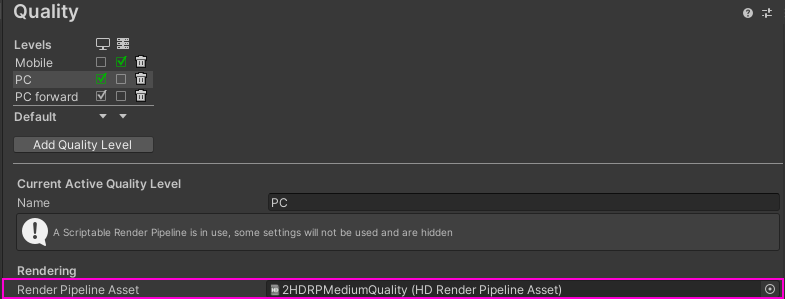 Quality
Levels
Mobile
PC
PC forward
Default
Add Quality Level
Current Active Quality Level
Name PC
A Scriptable Render Pipeline is in use, some settings will not be used and are hidden
Rendering
Render Pipeline Asset 2HDRPMediumQuality (HD Render Pipeline Asset)